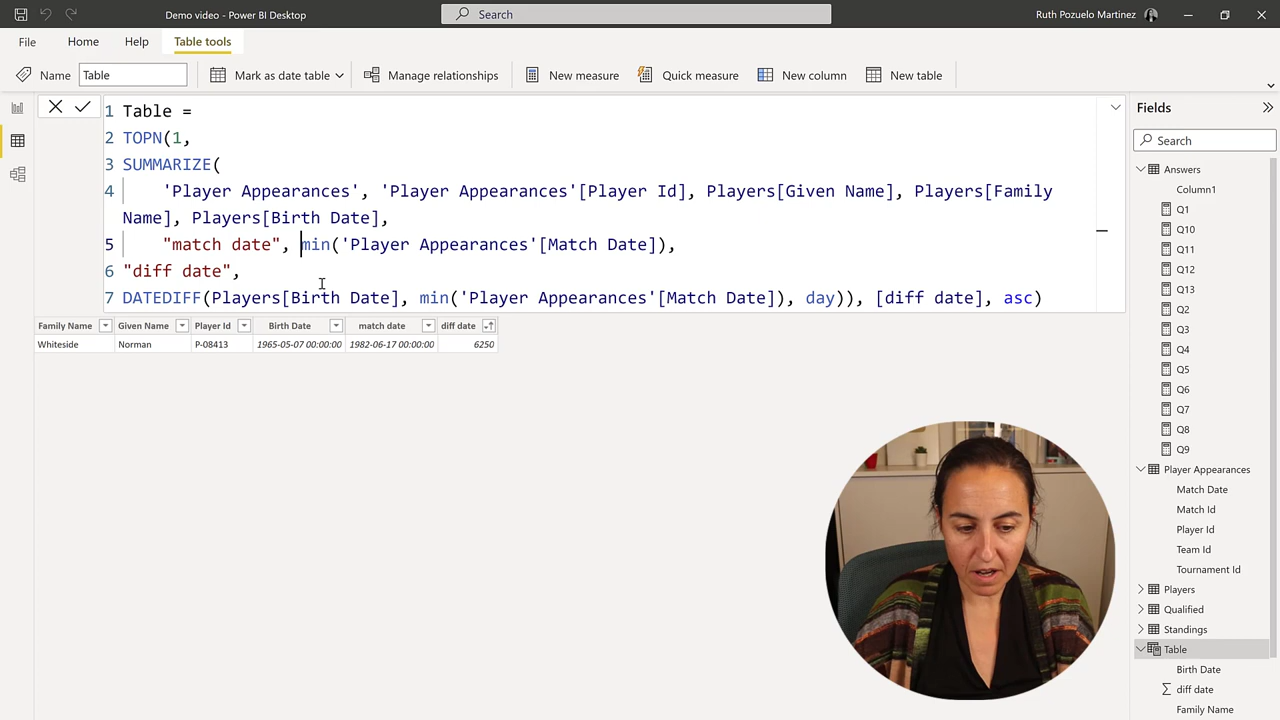 Demo video - Power BI Desktop
Search
Ruth Pozuelo Martinez
File Home Help Table tools
Name Table Mark as date table Manage relationships New measure Quick measure New column New table
1 Table =
2 TOPN(1,
3 SUMMARIZE(
4 'Player Appearances', 'Player Appearances'[Player Id], Players[Given Name], Players[Family
Name], Players[Birth Date],
5 "match date", min('Player Appearances'[Match Date]),
6 "diff date",
7 DATEDIFF(Players[Birth Date], min('Player Appearances'[Match Date]), day)), [diff date], asc)
Family Name Given Name Player Id Birth Date match date diff date
Whiteside Norman P-08413 1965-05-07 00:00:00 1982-06-17 00:00:00 6250
Fields
Search
Answers
Column1
Q1
Q10
Q11
Q12
Q13
Q2
Q3
Q4
Q5
Q6
Q7
Q8
Q9
Player Appearances
Match Date
Match Id
Player Id
Team Id
Tournament Id
Players
Qualified
Standings
Table
Birth Date
diff date
Family Name